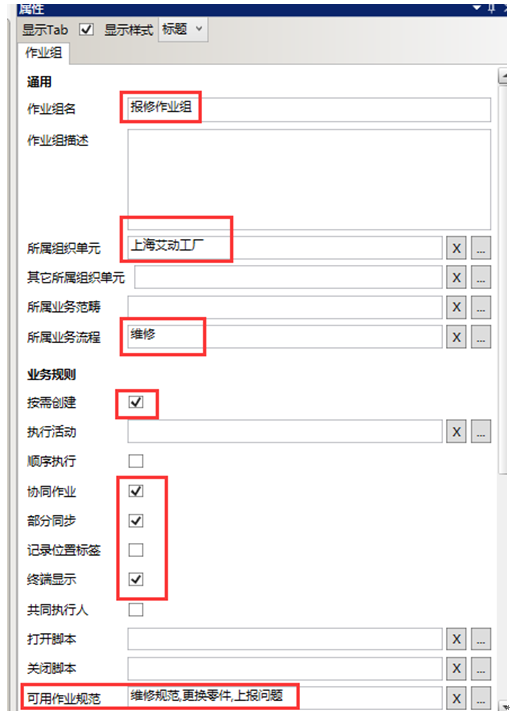 属性
显示Tab 显示样式 标题
作业组
通用
作业组名 报修作业组
作业组描述
所属组织单元 上海艾动工厂 X ...
其它所属组织单元 X ...
所属业务范畴 X ...
所属业务流程 维修 X ...
业务规则
按需创建
执行活动 X ...
顺序执行
协同作业
部分同步
记录位置标签
终端显示
共同执行人
打开脚本 X ...
关闭脚本 X ...
可用作业规范 维修规范,更换零件,上报问题 X ...